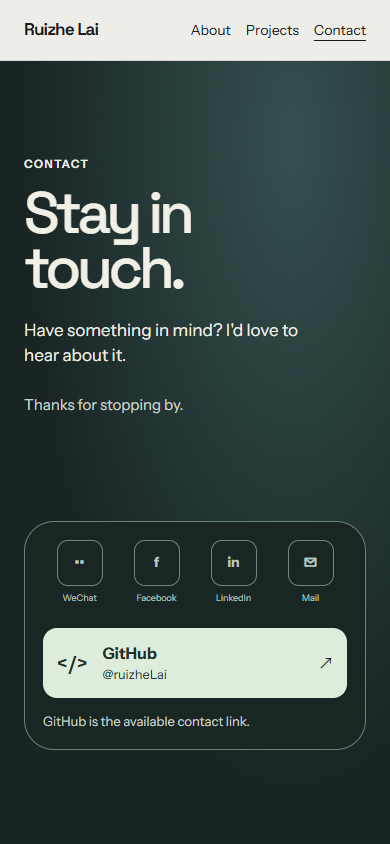 Ruizhe Lai
About Projects Contact
CONTACT
Stay in
touch.
Have something in mind? I'd love to
hear about it.
Thanks for stopping by.
f in
WeChat Facebook LinkedIn Mail
</> GitHub ↗
@ruizheLai
GitHub is the available contact link.